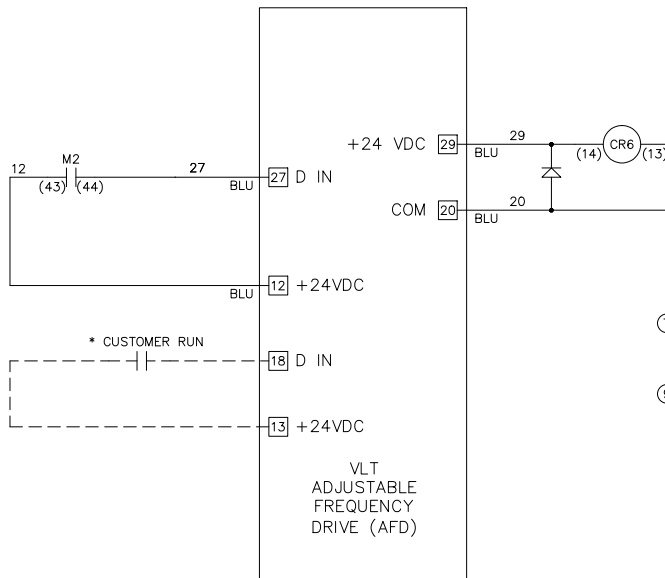 +24 VDC 29 29 BLU (14) CR6 (13)
12 M2 (43) (44) 27 BLU 27 D IN
COM 20 20 BLU
BLU 12 +24VDC
* CUSTOMER RUN
18 D IN
13 +24VDC
VLT
ADJUSTABLE
FREQUENCY
DRIVE (AFD)